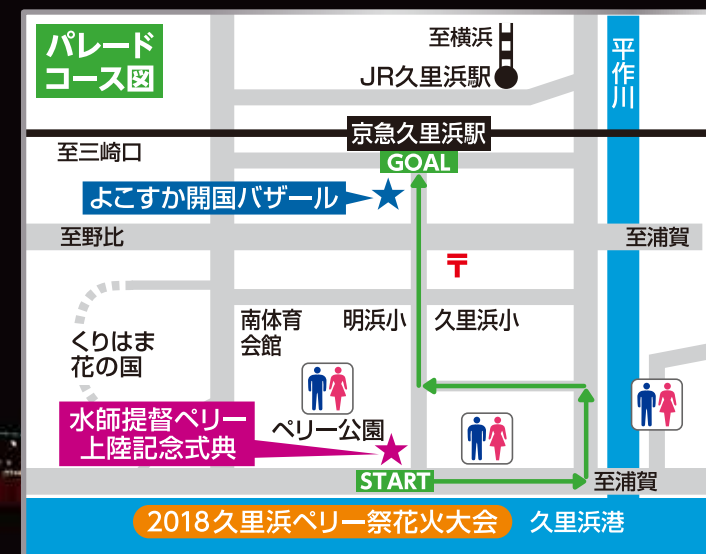 パレード
コース図
至横浜
JR久里浜駅
平作川
京急久里浜駅
至三崎口
GOAL
よこすか開国バザール
至野比
至浦賀
〒
南体育
会館
明浜小
久里浜小
くりはま
花の国
水師提督ペリー
上陸記念式典
ペリー公園
START
至浦賀
2018久里浜ペリー祭花火大会
久里浜港